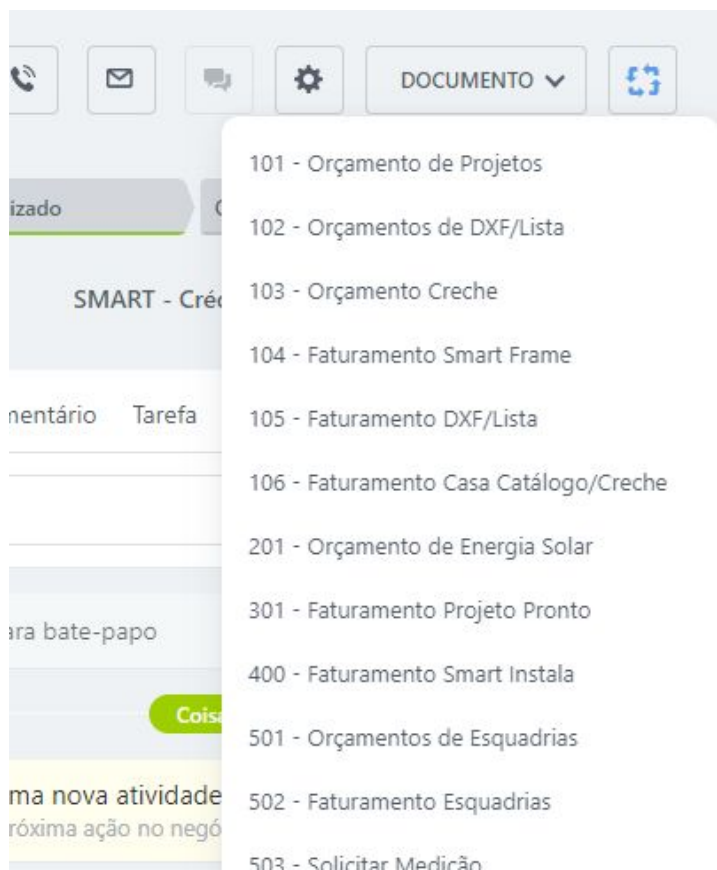 DOCUMENTO
101 - Orçamento de Projetos
izado
102 - Orçamentos de DXF/Lista
SMART - Créd
103 - Orçamento Creche
104 - Faturamento Smart Frame
mentário Tarefa
105 - Faturamento DXF/Lista
106 - Faturamento Casa Catálogo/Creche
201 - Orçamento de Energia Solar
301 - Faturamento Projeto Pronto
ara bate-papo
400 - Faturamento Smart Instala
Coisa
501 - Orçamentos de Esquadrias
ma nova atividade
502 - Faturamento Esquadrias
róxima ação no negó
503 - Solicitar Medição